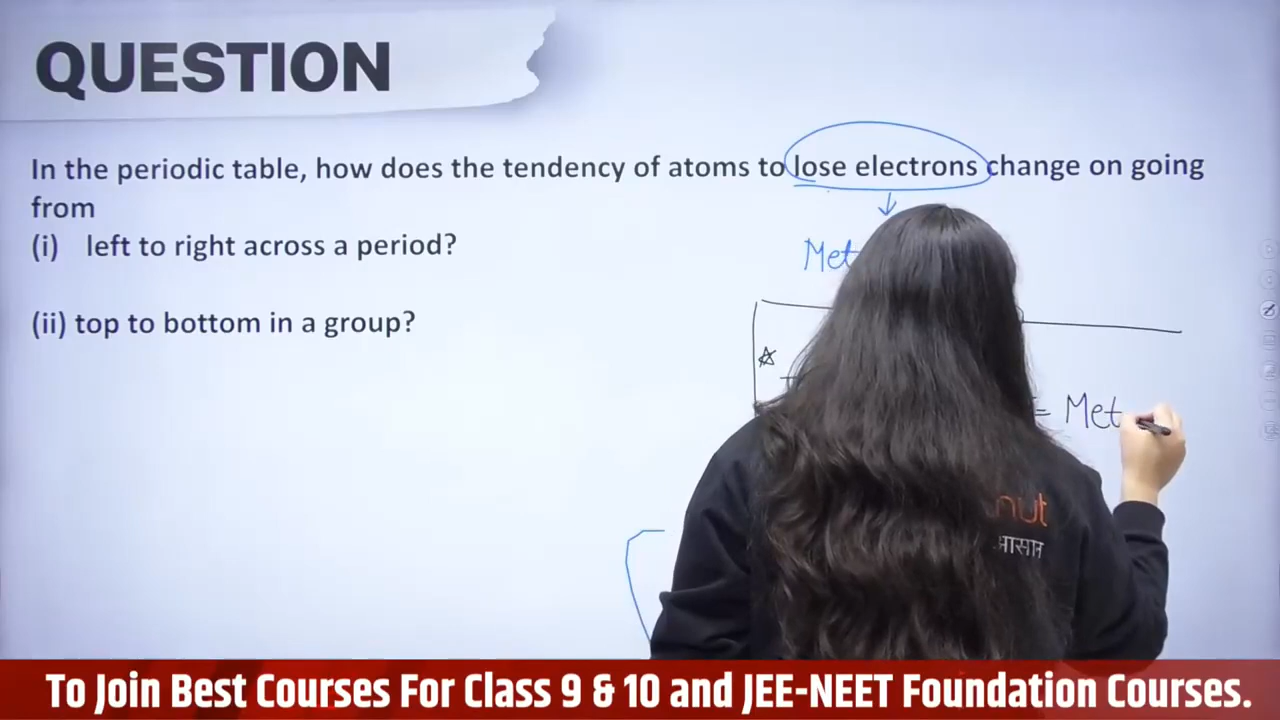 QUESTION
In the periodic table, how does the tendency of atoms to lose electrons change on going
from
(i) left to right across a period?
Met
(ii) top to bottom in a group?
= Met
nut
आसान
To Join Best Courses For Class 9 & 10 and JEE-NEET Foundation Courses.